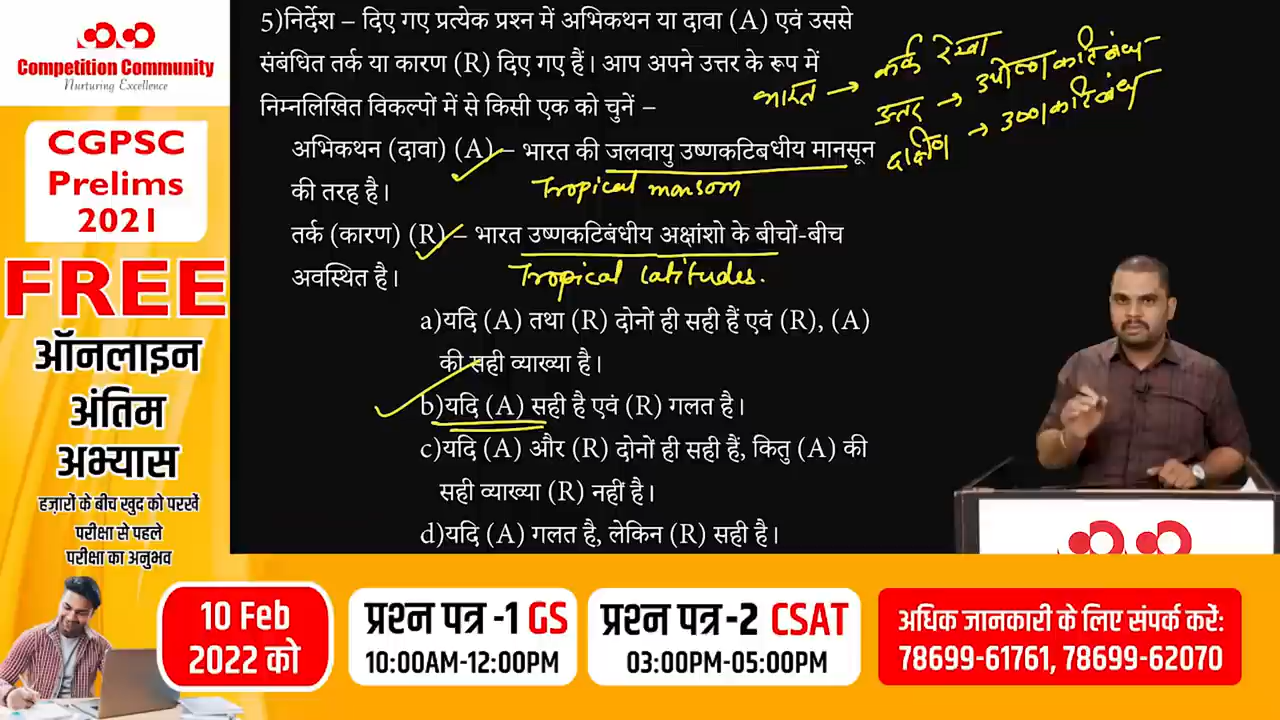 Competition Community
Nurturing Excellence
CGPSC
Prelims
2021
FREE
ऑनलाइन
अंतिम
अभ्यास
हज़ारों के बीच खुद को परखें
परीक्षा से पहले
परीक्षा का अनुभव
5)निर्देश – दिए गए प्रत्येक प्रश्न में अभिकथन या दावा (A) एवं उससे
संबंधित तर्क या कारण (R) दिए गए हैं। आप अपने उत्तर के रूप में
निम्नलिखित विकल्पों में से किसी एक को चुनें –
अभिकथन (दावा) (A) – भारत की जलवायु उष्णकटिबधीय मानसून
की तरह है।
Tropical monsoon
तर्क (कारण) (R) – भारत उष्णकटिबंधीय अक्षांशो के बीचों-बीच
अवस्थित है।
Tropical latitudes.
a)यदि (A) तथा (R) दोनों ही सही हैं एवं (R), (A)
की सही व्याख्या है।
b)यदि (A) सही है एवं (R) गलत है।
c)यदि (A) और (R) दोनों ही सही हैं, कितु (A) की
सही व्याख्या (R) नहीं है।
d)यदि (A) गलत है, लेकिन (R) सही है।
भारत → कर्क रेखा
उत्तर → उपोष्ण कटिबंध
दक्षिण → उष्ण कटिबंध
10 Feb
2022 को
प्रश्न पत्र -1 GS
10:00AM-12:00PM
प्रश्न पत्र -2 CSAT
03:00PM-05:00PM
अधिक जानकारी के लिए संपर्क करें:
78699-61761, 78699-62070